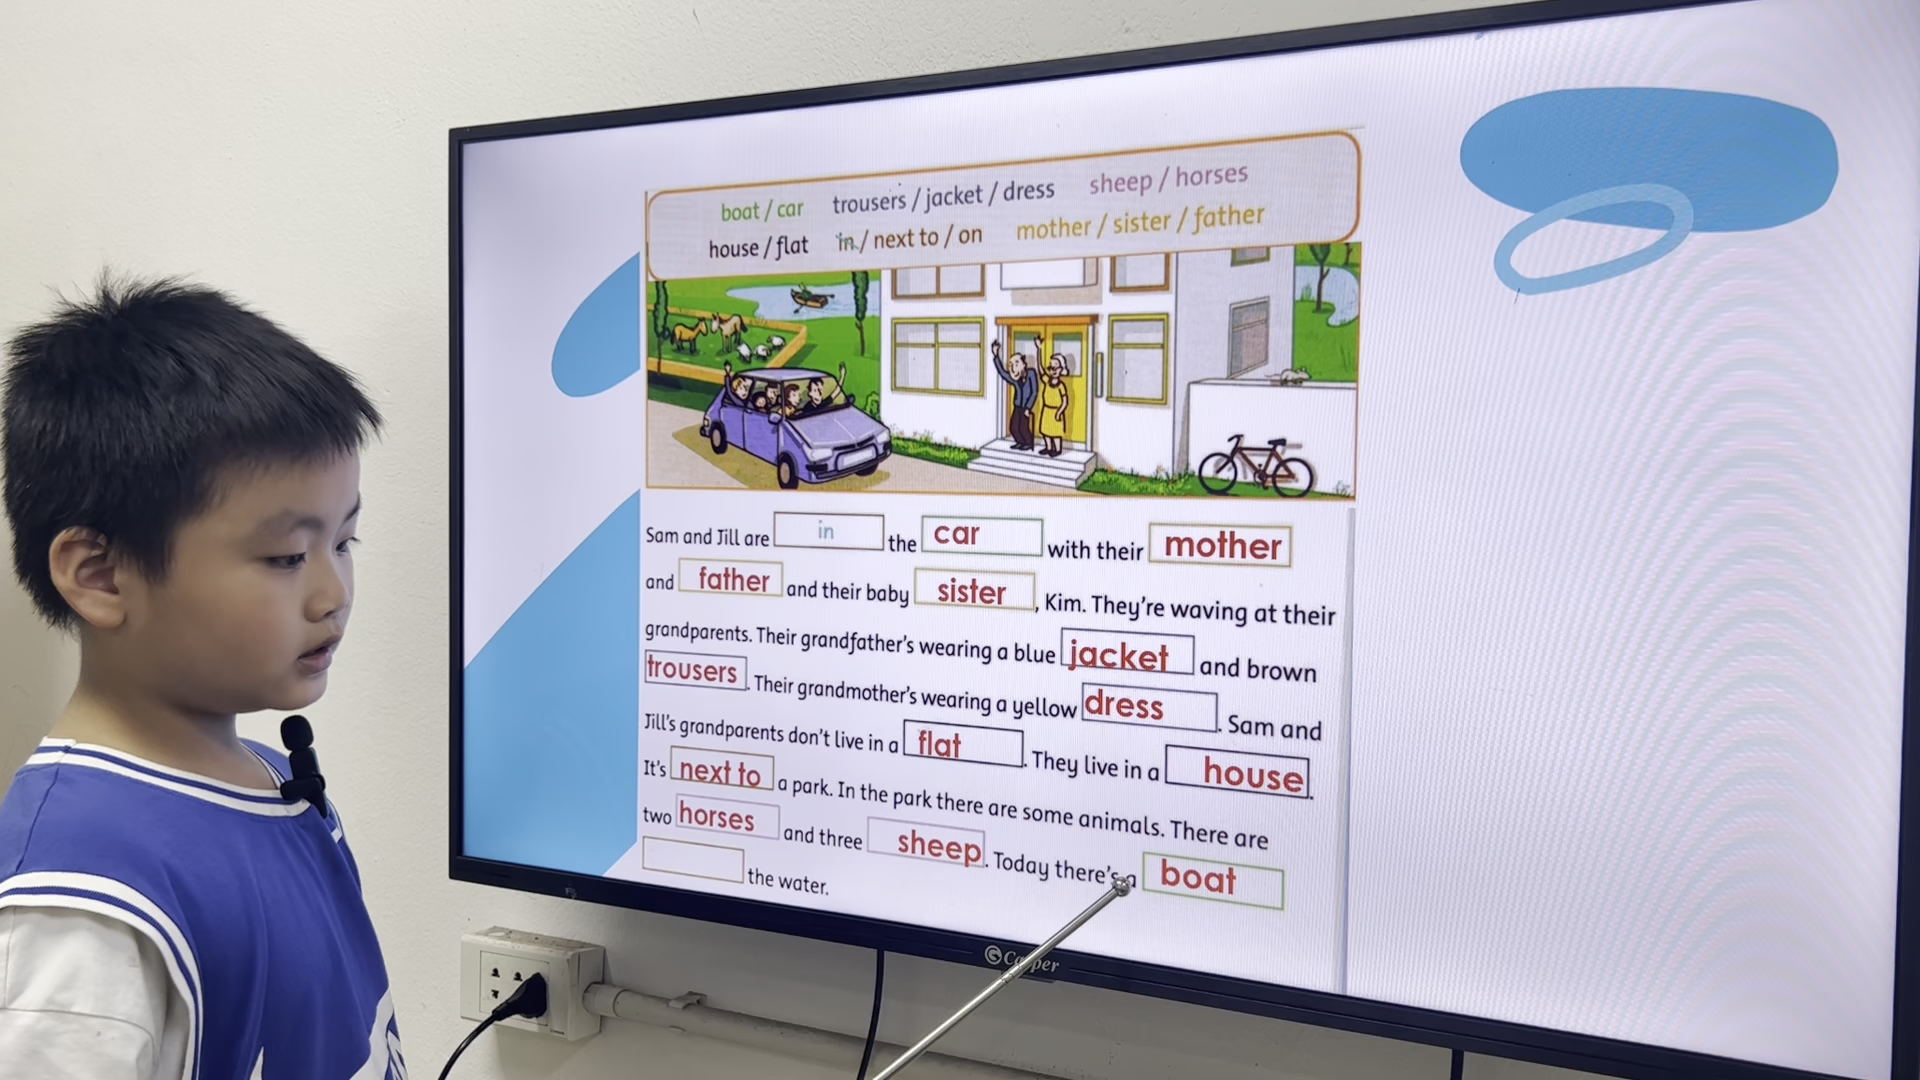 boat / car trousers / jacket / dress sheep / horses
house / flat in / next to / on mother / sister / father
Sam and Jill are in the car with their mother
and father and their baby sister, Kim. They're waving at their
grandparents. Their grandfather's wearing a blue jacket and brown
trousers. Their grandmother's wearing a yellow dress. Sam and
Jill's grandparents don't live in a flat. They live in a house.
It's next to a park. In the park there are some animals. There are
two horses and three sheep. Today there's a boat
the water.
Casper